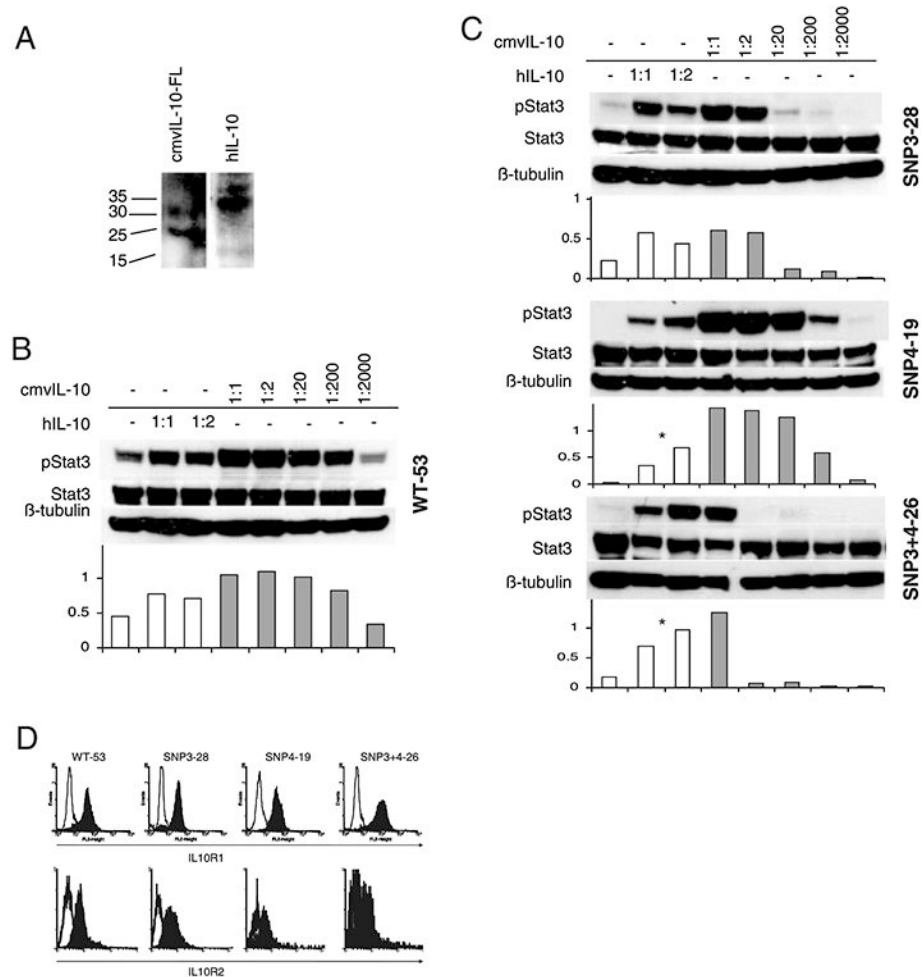 A
cmvIL-10-FL
hIL-10
35
30
25
15
B
cmvIL-10 - - - 1:1 1:2 1:20 1:200 1:2000
hIL-10 - 1:1 1:2 - - - - -
pStat3
Stat3
ß-tubulin
WT-53
1
0.5
0
C
cmvIL-10 - - - 1:1 1:2 1:20 1:200 1:2000
hIL-10 - 1:1 1:2 - - - - -
pStat3
Stat3
ß-tubulin
SNP3-28
1
0.5
0
pStat3
Stat3
ß-tubulin
SNP4-19
1
0.5
0
*
pStat3
Stat3
ß-tubulin
SNP3+4-26
1
0.5
0
*
D
WT-53 SNP3-28 SNP4-19 SNP3+4-26
IL10R1
IL10R2